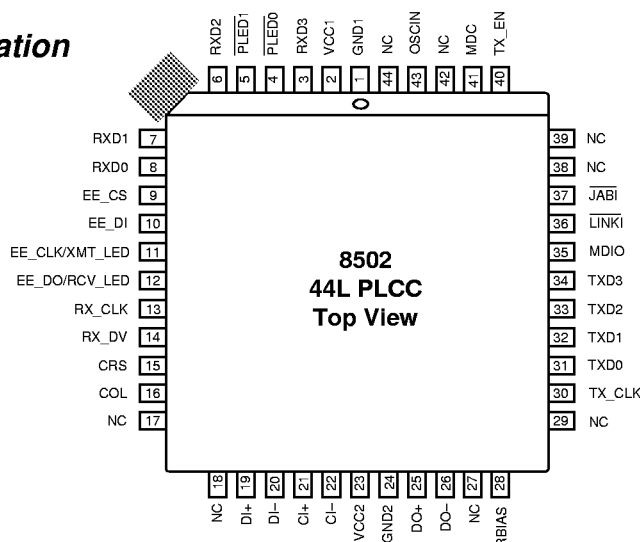 ation
RXD2 PLED1 PLED0 RXD3 VCC1 GND1 NC OSCIN NC MDC TX_EN
6 5 4 3 2 1 44 43 42 41 40
RXD1 7
RXD0 8
EE_CS 9
EE_DI 10
EE_CLK/XMT_LED 11
EE_DO/RCV_LED 12
RX_CLK 13
RX_DV 14
CRS 15
COL 16
NC 17
8502
44L PLCC
Top View
39 NC
38 NC
37 JABI
36 LINKI
35 MDIO
34 TXD3
33 TXD2
32 TXD1
31 TXD0
30 TX_CLK
29 NC
18 19 20 21 22 23 24 25 26 27 28
NC DI+ DI– CI+ CI– VCC2 GND2 DO+ DO– NC RBIAS